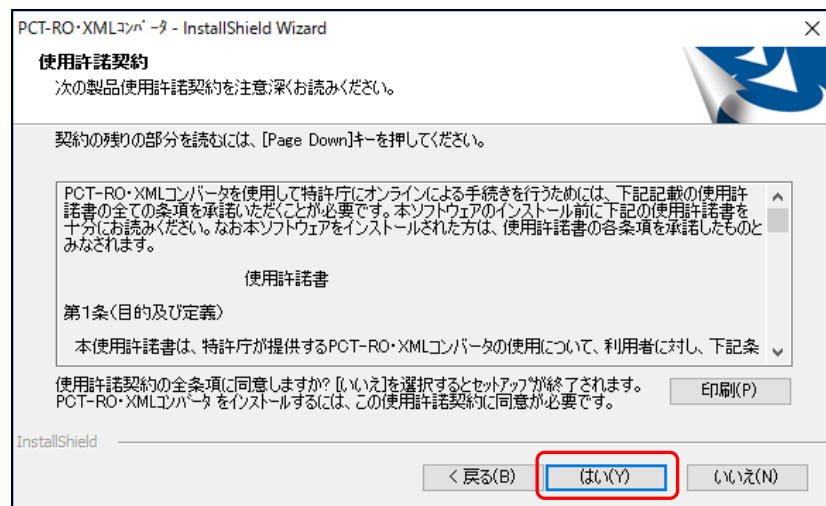 PCT-RO・XMLｺﾝﾊﾞｰﾀ - InstallShield Wizard
使用許諾契約
次の製品使用許諾契約を注意深くお読みください。
契約の残りの部分を読むには、[Page Down]キーを押してください。
PCT-RO・XMLコンバータを使用して特許庁にオンラインによる手続きを行うためには、下記記載の使用許
諾書の全ての条項を承諾いただくことが必要です。本ソフトウェアのインストール前に下記の使用許諾書を
十分にお読みください。なお本ソフトウェアをインストールされた方は、使用許諾書の各条項を承諾したものと
みなされます。
使用許諾書
第1条(目的及び定義)
本使用許諾書は、特許庁が提供するPCT-RO・XMLコンバータの使用について、利用者に対し、下記条
使用許諾契約の全条項に同意しますか? [いいえ]を選択するとセットアップが終了されます。
PCT-RO・XMLｺﾝﾊﾞｰﾀ をインストールするには、この使用許諾契約に同意が必要です。
印刷(P)
InstallShield
< 戻る(B) はい(Y) いいえ(N)